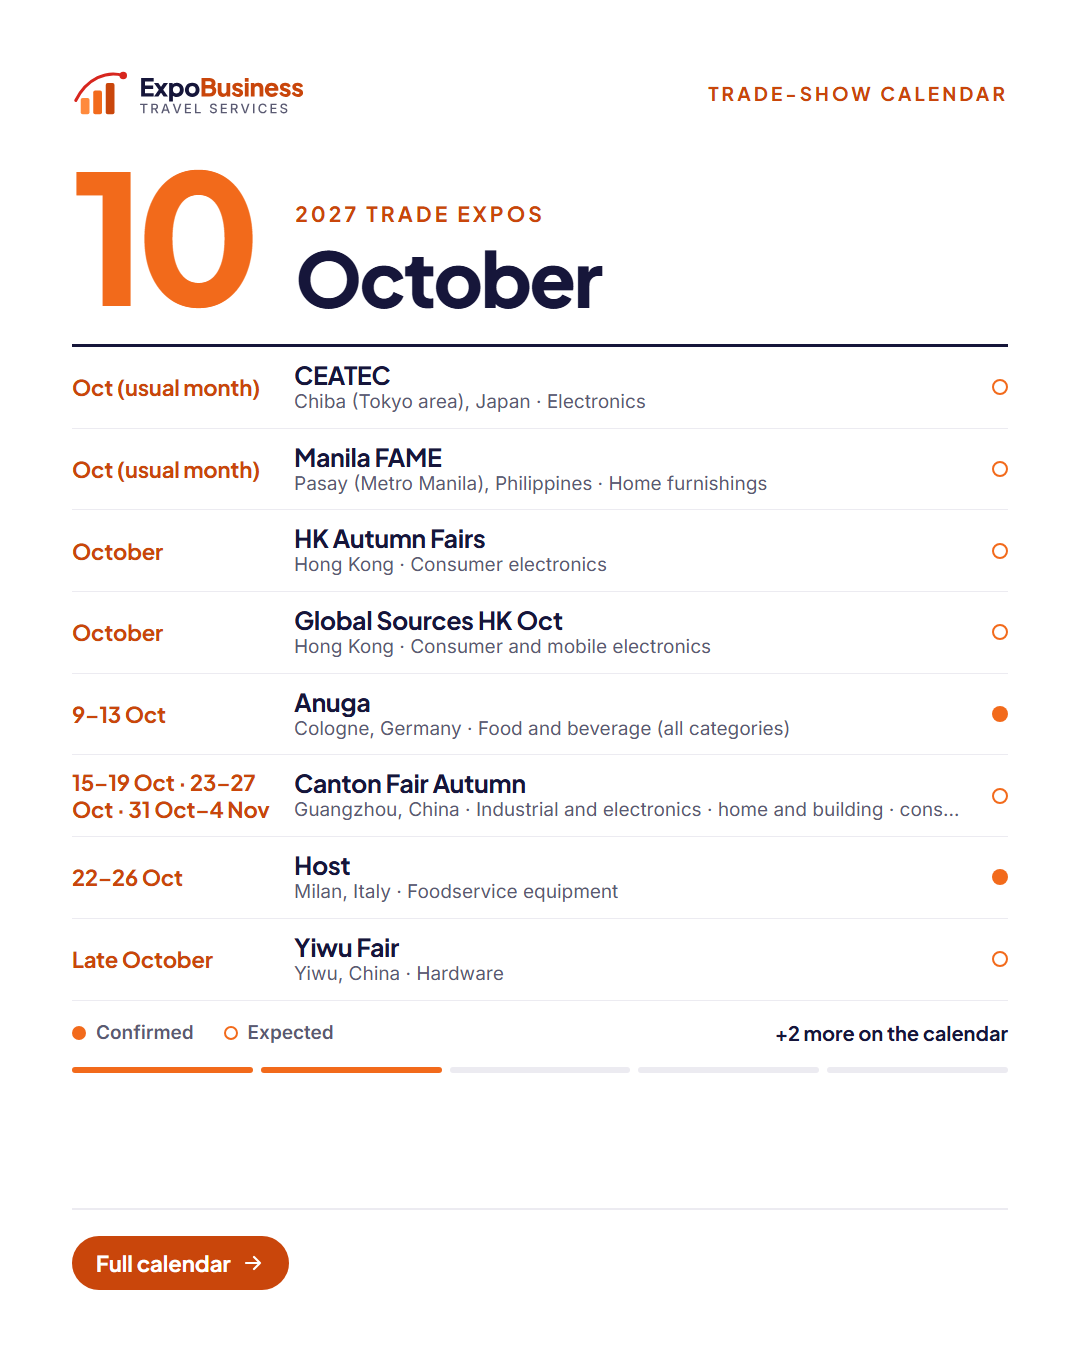 ExpoBusiness
TRAVEL SERVICES
TRADE-SHOW CALENDAR
10
2027 TRADE EXPOS
October
Oct (usual month)
CEATEC
Chiba (Tokyo area), Japan · Electronics
Oct (usual month)
Manila FAME
Pasay (Metro Manila), Philippines · Home furnishings
October
HK Autumn Fairs
Hong Kong · Consumer electronics
October
Global Sources HK Oct
Hong Kong · Consumer and mobile electronics
9–13 Oct
Anuga
Cologne, Germany · Food and beverage (all categories)
15–19 Oct · 23–27
Oct · 31 Oct–4 Nov
Canton Fair Autumn
Guangzhou, China · Industrial and electronics · home and building · cons...
22–26 Oct
Host
Milan, Italy · Foodservice equipment
Late October
Yiwu Fair
Yiwu, China · Hardware
Confirmed
Expected
+2 more on the calendar
Full calendar →